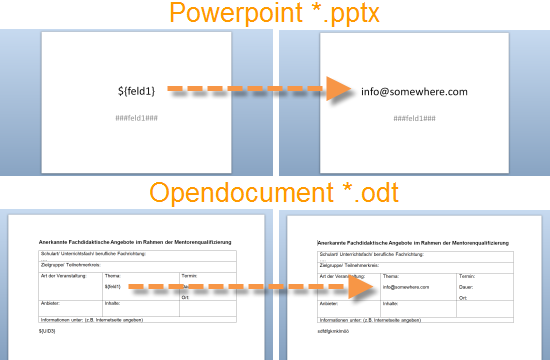 Powerpoint *.pptx
${feld1}
info@somewhere.com
###feld1###
###feld1###
Opendocument *.odt
Anerkannte Fachdidaktische Angebote im Rahmen der Mentorenqualifizierung
Schulart/ Unterrichtsfach/ berufliche Fachrichtung:
Zielgruppe/ Teilnehmerkreis:
Art der Veranstaltung: Thema: Termin:
${feld1} Dauer:
Ort:
Anbieter: Inhalte:
Informationen unter: (z.B. Internetseite angeben)
${UID3}
Anerkannte Fachdidaktische Angebote im Rahmen der Mentorenqualifizierung
Schulart/ Unterrichtsfach/ berufliche Fachrichtung:
Zielgruppe/ Teilnehmerkreis:
Art der Veranstaltung: Thema: Termin:
info@somewhere.com Dauer:
Ort:
Anbieter: Inhalte:
Informationen unter: (z.B. Internetseite angeben)